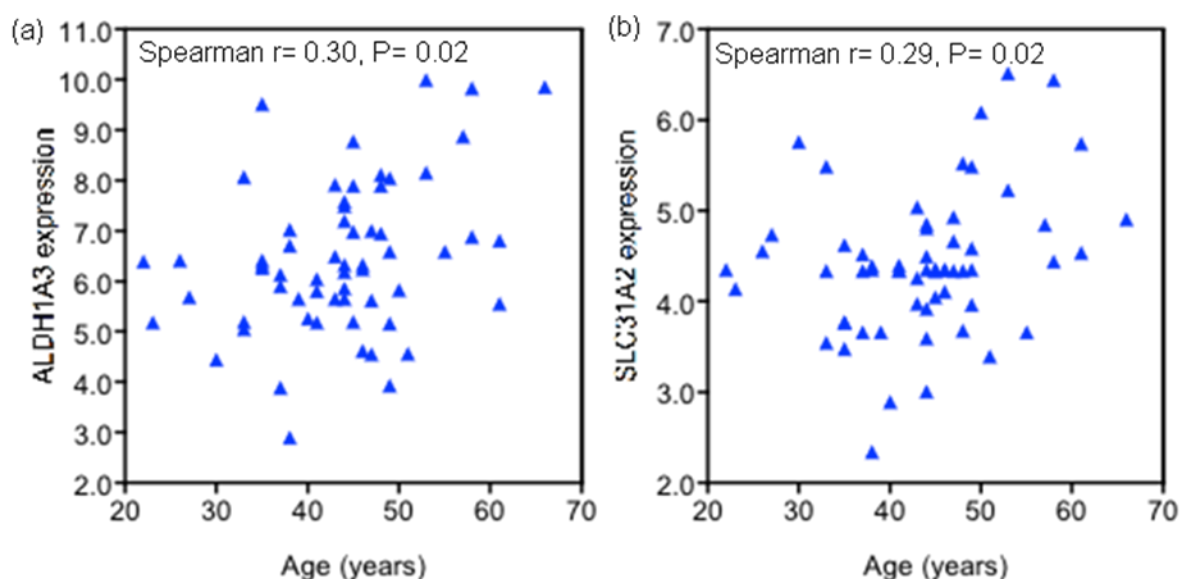 (a)
Spearman r= 0.30, P= 0.02
ALDH1A3 expression
11.0
10.0
9.0
8.0
7.0
6.0
5.0
4.0
3.0
2.0
20 30 40 50 60 70
Age (years)
(b)
Spearman r= 0.29, P= 0.02
SLC31A2 expression
7.0
6.0
5.0
4.0
3.0
2.0
20 30 40 50 60 70
Age (years)